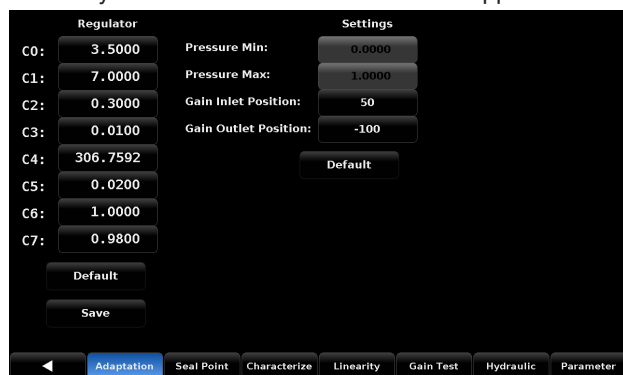 Regulator
Settings
C0: 3.5000 Pressure Min: 0.0000
C1: 7.0000 Pressure Max: 1.0000
C2: 0.3000 Gain Inlet Position: 50
C3: 0.0100 Gain Outlet Position: -100
C4: 306.7592
Default
C5: 0.0200
C6: 1.0000
C7: 0.9800
Default
Save
Adaptation Seal Point Characterize Linearity Gain Test Hydraulic Parameter